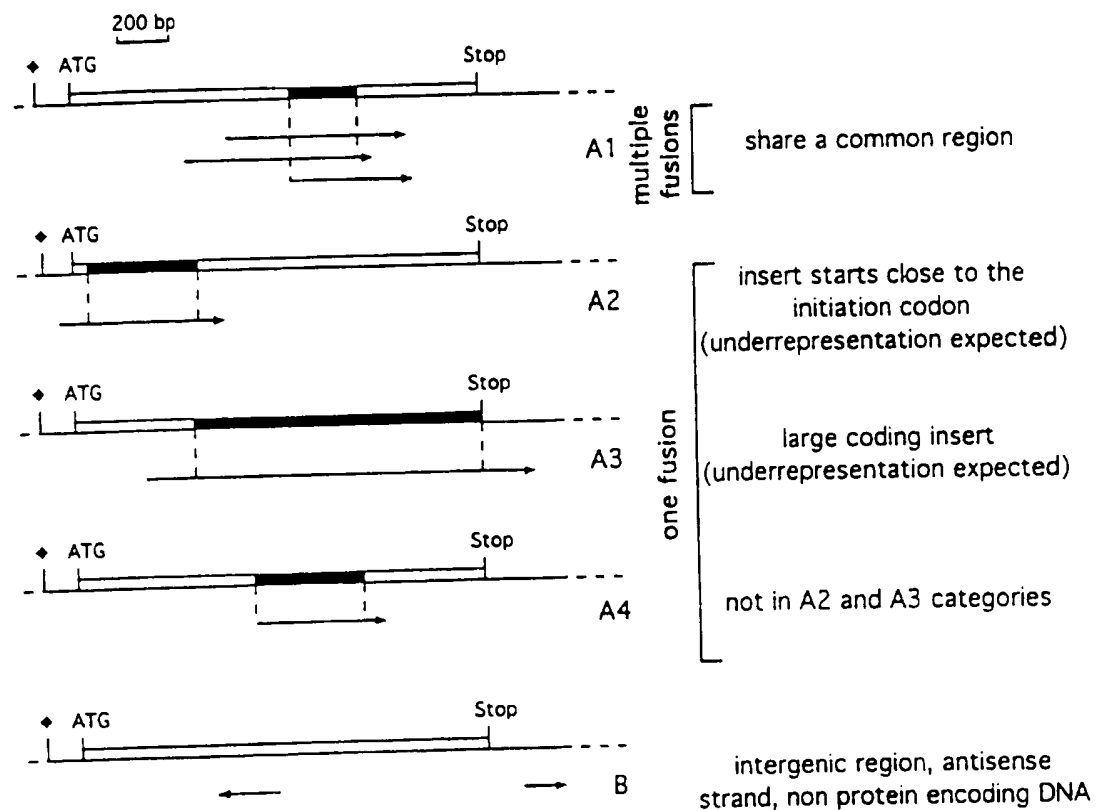 200 bp
ATG
Stop
A1
multiple
fusions
share a common region
ATG
Stop
A2
insert starts close to the
initiation codon
(underrepresentation expected)
ATG
Stop
A3
one fusion
large coding insert
(underrepresentation expected)
ATG
Stop
A4
not in A2 and A3 categories
ATG
Stop
B
intergenic region, antisense
strand, non protein encoding DNA